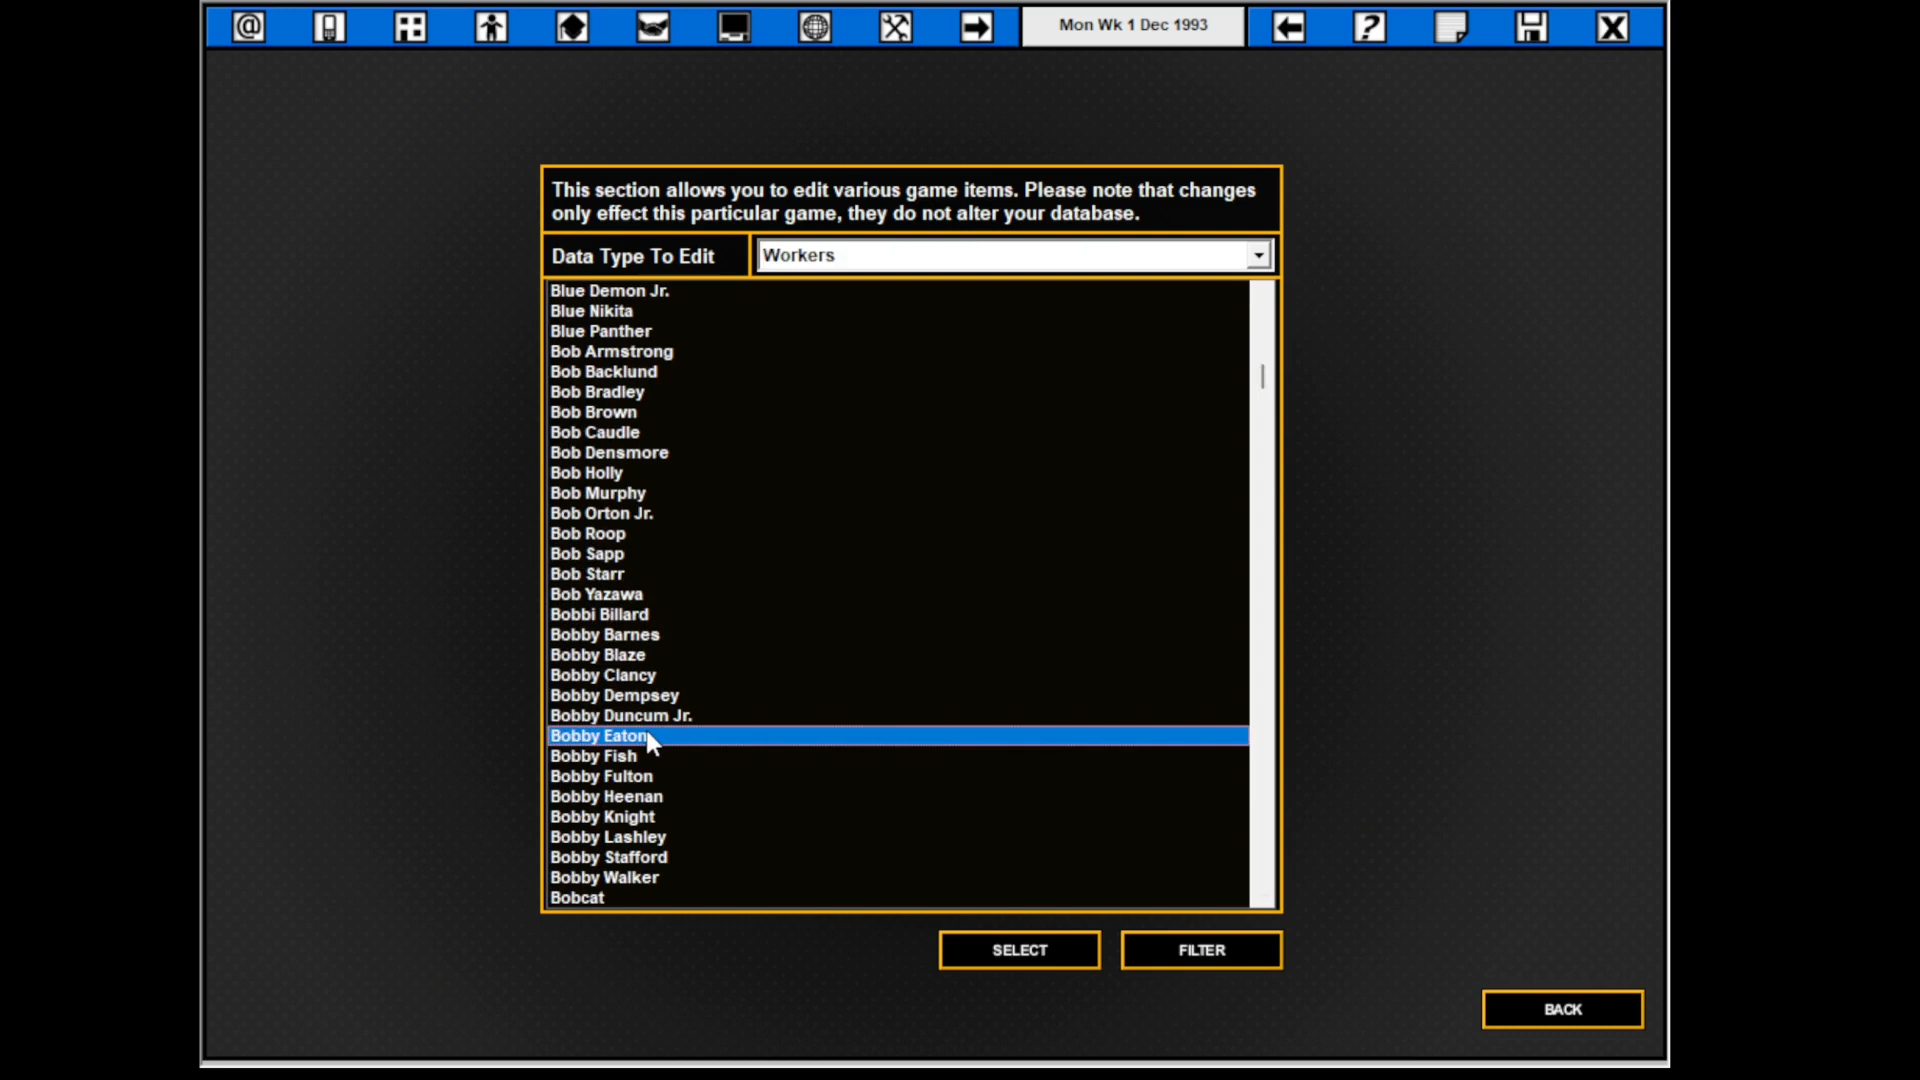 @
Mon Wk 1 Dec 1993
?
X
This section allows you to edit various game items. Please note that changes
only effect this particular game, they do not alter your database.
Data Type To Edit
Workers
Blue Demon Jr.
Blue Nikita
Blue Panther
Bob Armstrong
Bob Backlund
Bob Bradley
Bob Brown
Bob Caudle
Bob Densmore
Bob Holly
Bob Murphy
Bob Orton Jr.
Bob Roop
Bob Sapp
Bob Starr
Bob Yazawa
Bobbi Billard
Bobby Barnes
Bobby Blaze
Bobby Clancy
Bobby Dempsey
Bobby Duncum Jr.
Bobby Eaton
Bobby Fish
Bobby Fulton
Bobby Heenan
Bobby Knight
Bobby Lashley
Bobby Stafford
Bobby Walker
Bobcat
SELECT
FILTER
BACK